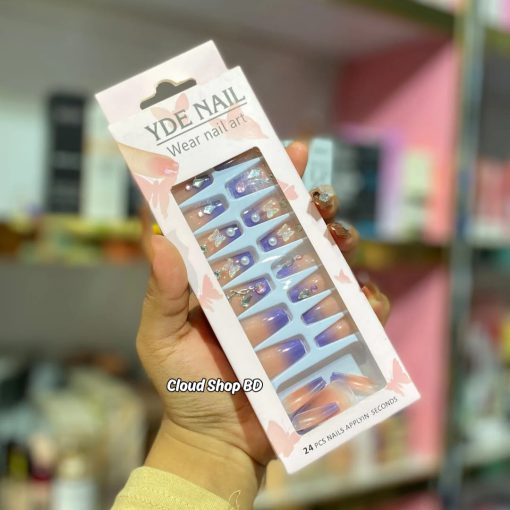 YDE NAIL
Wear nail art
Cloud Shop BD
24 PCS NAILS APPLYIN SECONDS